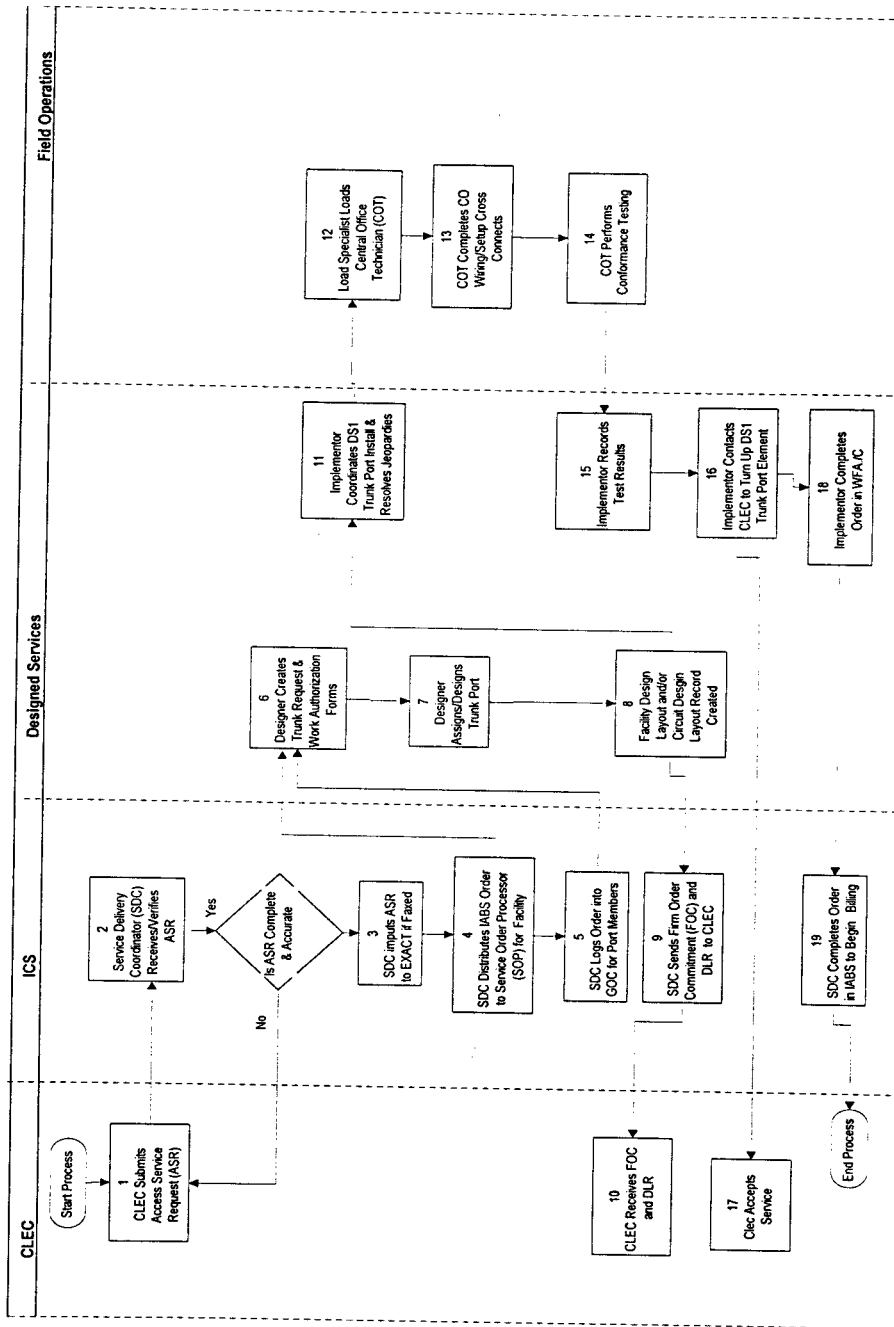 CLEC
ICS
Designed Services
Field Operations
Start Process
1
CLEC Submits
Access Service
Request (ASR)
2
Service Delivery
Coordinator (SDC)
Receives/Verifies
ASR
Yes
Is ASR Complete
& Accurate
No
3
SDC imputs ASR
to EXACT if Faxed
4
SDC Distributes IABS Order
to Service Order Processor
(SOP) for Facility
5
SDC Logs Order into
GOC for Port Members
6
Designer Creates
Trunk Request &
Work Authorization
Forms
7
Designer
Assigns/Designs
Trunk Port
8
Facility Design
Layout and/or
Circuit Desgin
Layout Record
Created
9
SDC Sends Firm Order
Commitment (FOC) and
DLR to CLEC
10
CLEC Receives FOC
and DLR
11
Implementor
Coordinates DS1
Trunk Port Install &
Resolves Jeopardies
12
Load Specialist Loads
Central Office
Technician (COT)
13
COT Completes CO
Wiring/Setup Cross
Connects
14
COT Performs
Conformance Testing
15
Implementor Records
Test Results
16
Implementor Contacts
CLEC to Turn Up DS1
Trunk Port Element
17
Clec Accepts
Service
18
Implementor Completes
Order in WFA /C
19
SDC Completes Order
in IABS to Begin Billing
End Process